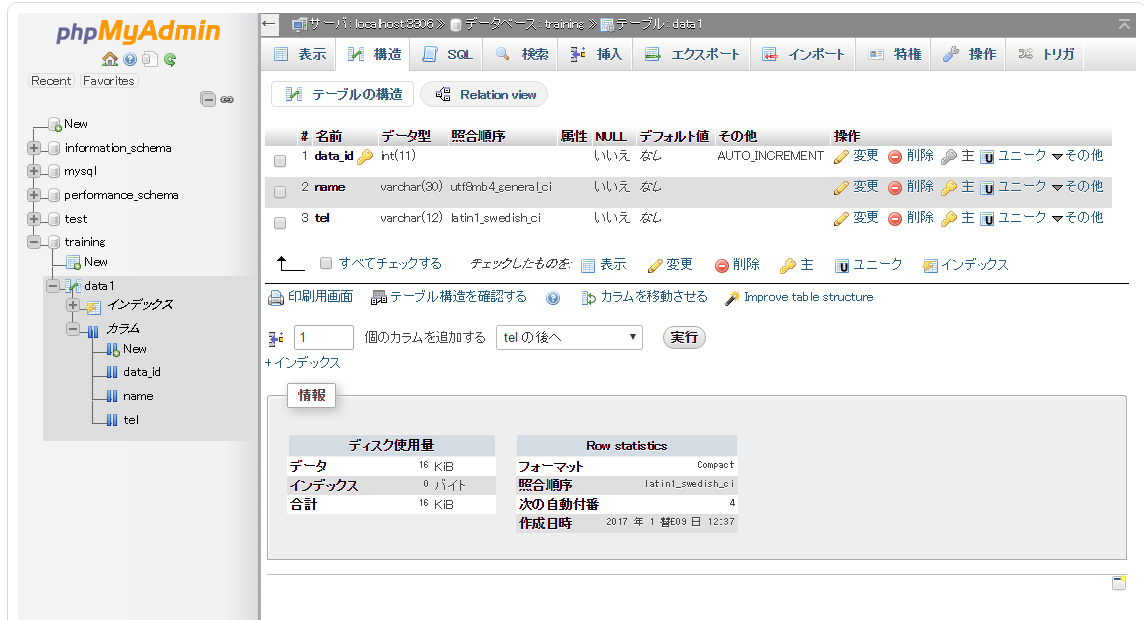 phpMyAdmin
Recent Favorites
New
information_schema
mysql
performance_schema
test
training
New
data1
インデックス
カラム
New
data_id
name
tel
サーバ: localhost:3306 » データベース: training » テーブル: data1
表示 構造 SQL 検索 挿入 エクスポート インポート 特権 操作 トリガ
テーブルの構造 Relation view
# 名前 データ型 照合順序 属性 NULL デフォルト値 その他 操作
1 data_id int(11) いいえ なし AUTO_INCREMENT 変更 削除 主 ユニーク その他
2 name varchar(30) utf8mb4_general_ci いいえ なし 変更 削除 主 ユニーク その他
3 tel varchar(12) latin1_swedish_ci いいえ なし 変更 削除 主 ユニーク その他
すべてチェックする チェックしたものを: 表示 変更 削除 主 ユニーク インデックス
印刷用画面 テーブル構造を確認する カラムを移動させる Improve table structure
1 個のカラムを追加する tel の後へ 実行
+インデックス
情報
ディスク使用量
データ 16 KiB
インデックス 0 バイト
合計 16 KiB
Row statistics
フォーマット Compact
照合順序 latin1_swedish_ci
次の自動付番 4
作成日時 2017 年 1 替E09 日 12:37